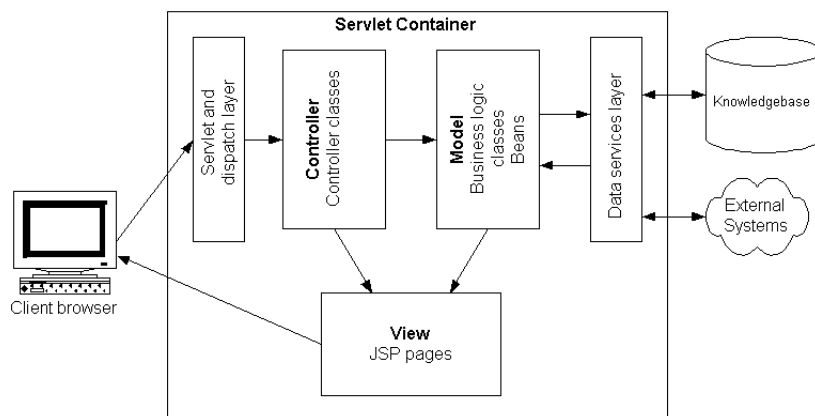 Servlet Container
Servlet and
dispatch layer
Controller
Controller classes
Model
Business logic
classes
Beans
Data services layer
Knowledgebase
External
Systems
Client browser
View
JSP pages